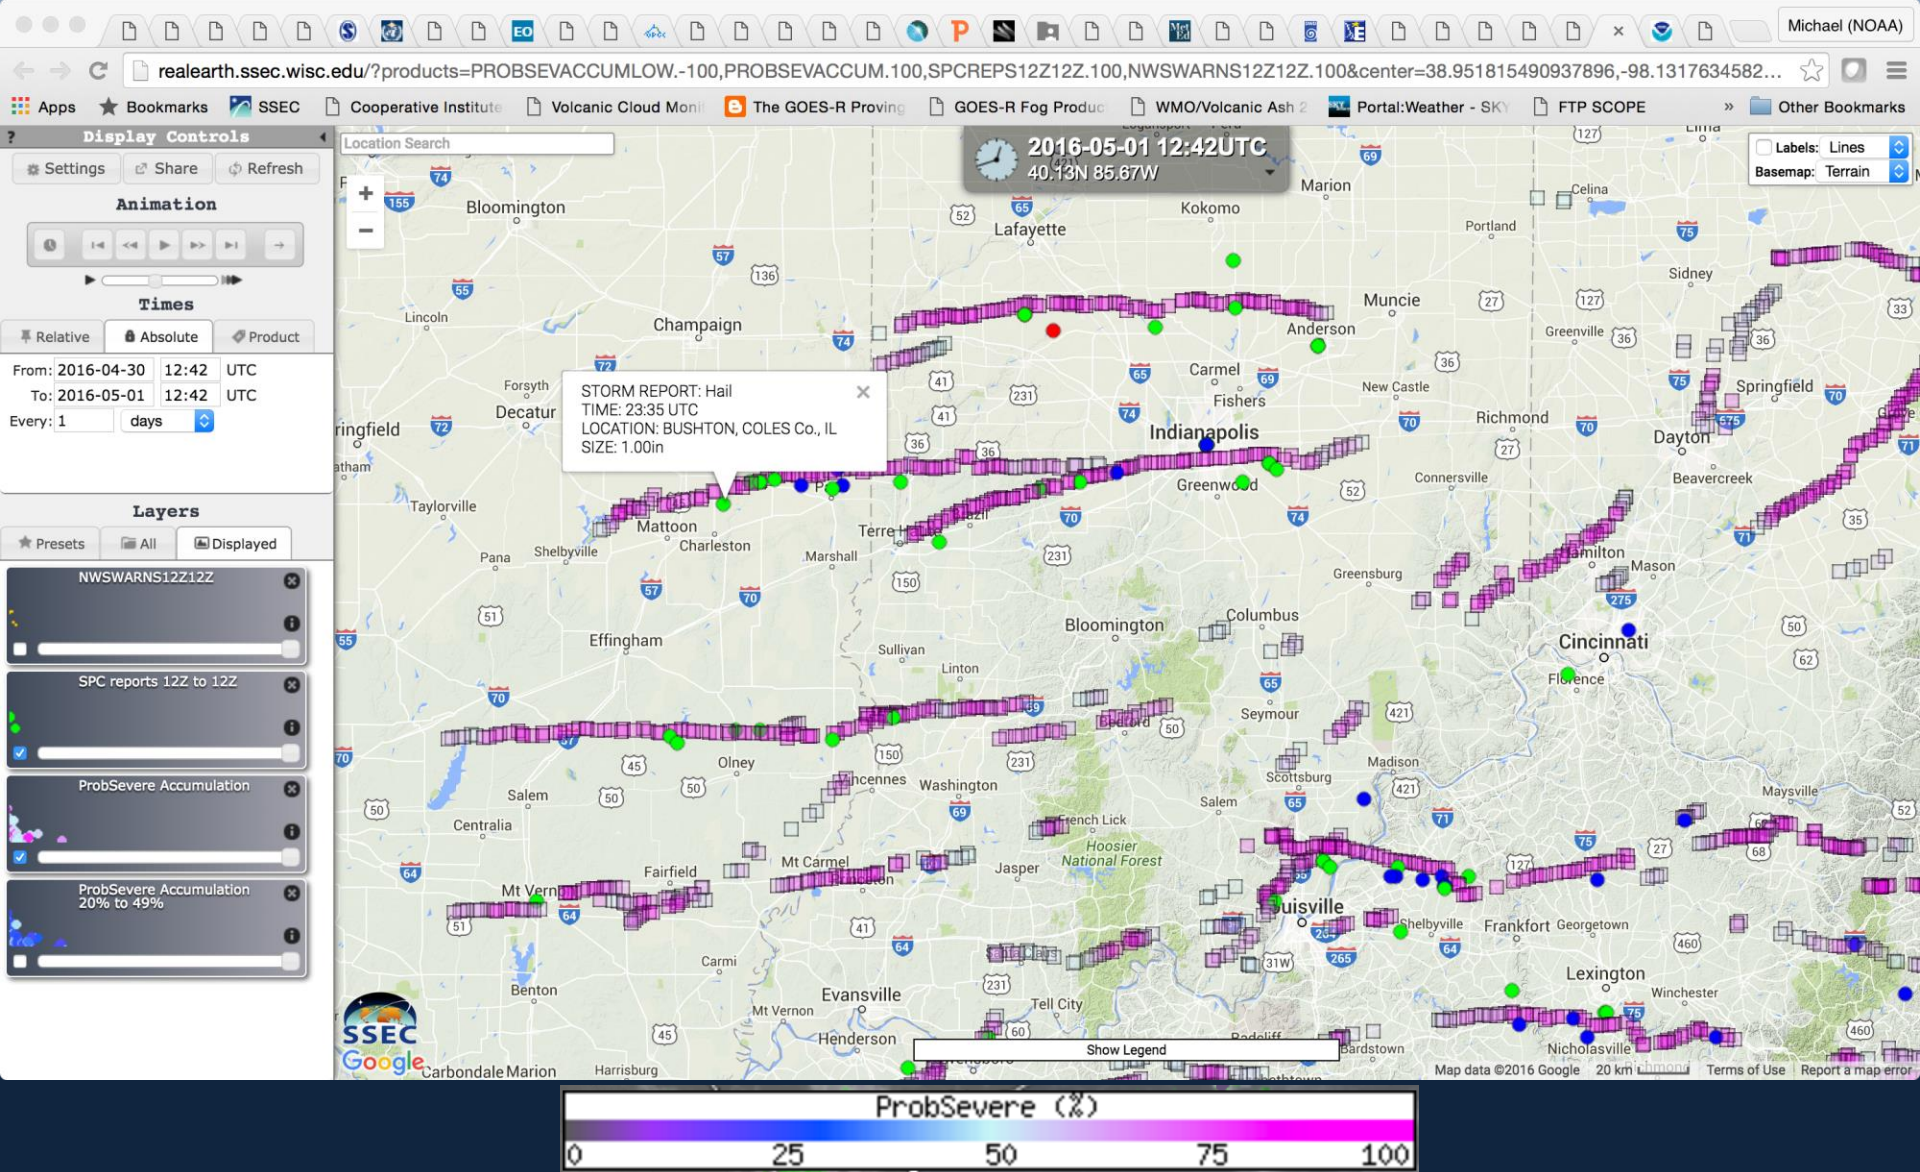 Michael (NOAA)
realearth.ssec.wisc.edu/?products=PROBSEVACCUMLOW.-100,PROBSEVACCUM.100,SPCREPS12Z12Z.100,NWSWARNS12Z12Z.100&center=38.951815490937896,-98.1317634582...
Apps
Bookmarks
SSEC
Cooperative Institute
Volcanic Cloud Moni
The GOES-R Proving
GOES-R Fog Produc
WMO/Volcanic Ash 2
Portal:Weather - SKY
FTP SCOPE
»
Other Bookmarks
? Display Controls
Settings
Share
Refresh
Animation
Times
Relative
Absolute
Product
From: 2016-04-30 12:42 UTC
To: 2016-05-01 12:42 UTC
Every: 1 days
Layers
Presets
All
Displayed
NWSWARNS12Z12Z
SPC reports 12Z to 12Z
ProbSevere Accumulation
ProbSevere Accumulation
20% to 49%
Location Search
+
−
2016-05-01 12:42UTC
40.13N 85.67W
Labels: Lines
Basemap: Terrain
STORM REPORT: Hail
TIME: 23:35 UTC
LOCATION: BUSHTON, COLES Co., IL
SIZE: 1.00in
Bloomington
Lafayette
Kokomo
Marion
Portland
Celina
Lima
Sidney
Lincoln
Champaign
Muncie
Anderson
Greenville
Forsyth
Decatur
Carmel
Fishers
New Castle
Richmond
Springfield
ringfield
Indianapolis
Dayton
Beavercreek
Taylorville
Greenwood
Connersville
Mattoon
Charleston
Pana
Shelbyville
Marshall
Terre
Greensburg
Mason
Effingham
Sullivan
Linton
Bloomington
Columbus
Cincinnati
Florence
Seymour
Bedford
Olney
Washington
Salem
Centralia
Scottsburg
Salem
Madison
Maysville
French Lick
Hoosier
National Forest
Fairfield
Mt Carmel
Jasper
Mt Vern
Princeton
Carmi
Benton
Evansville
Mt Vernon
Henderson
Tell City
Shelbyville
Frankfort
Georgetown
Lexington
Winchester
Nicholasville
Bardstown
Radcliff
Carbondale
Marion
Harrisburg
SSEC
Google
Show Legend
Map data ©2016 Google
20 km
Terms of Use
Report a map error
ProbSevere (%)
0 25 50 75 100